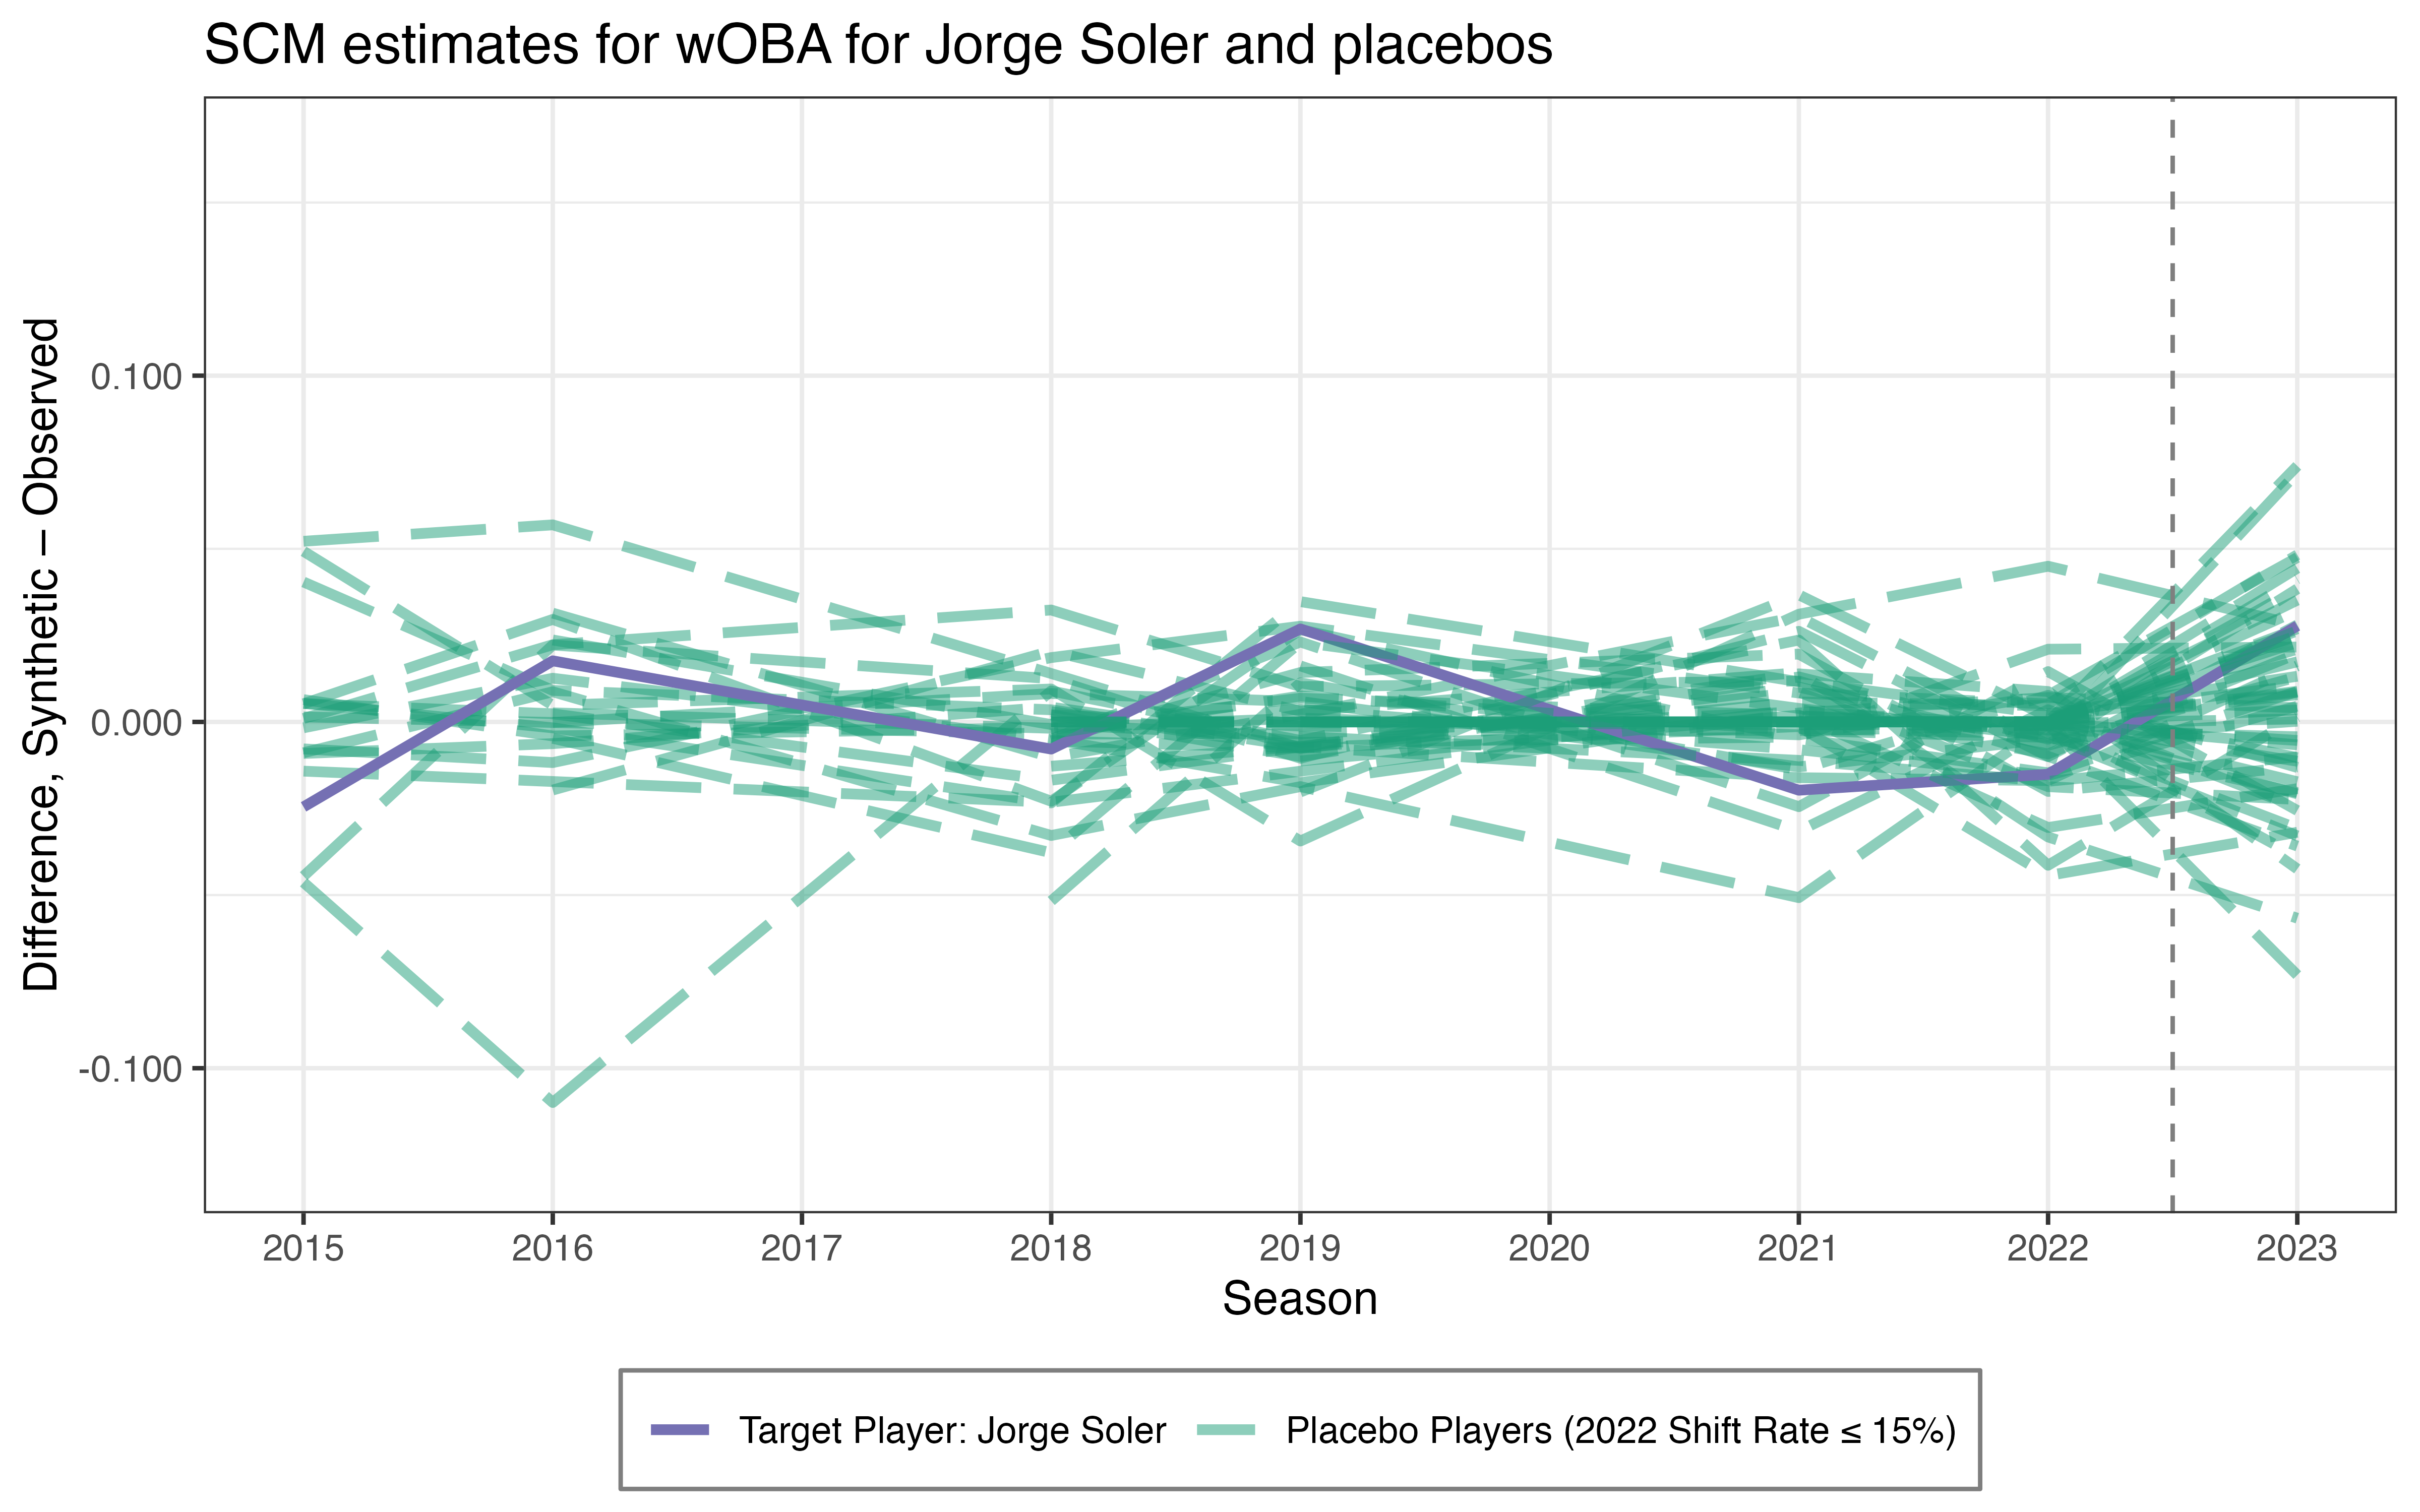 SCM estimates for wOBA for Jorge Soler and placebos
Difference, Synthetic − Observed
0.100
0.000
-0.100
2015 2016 2017 2018 2019 2020 2021 2022 2023
Season
Target Player: Jorge Soler Placebo Players (2022 Shift Rate ≤ 15%)